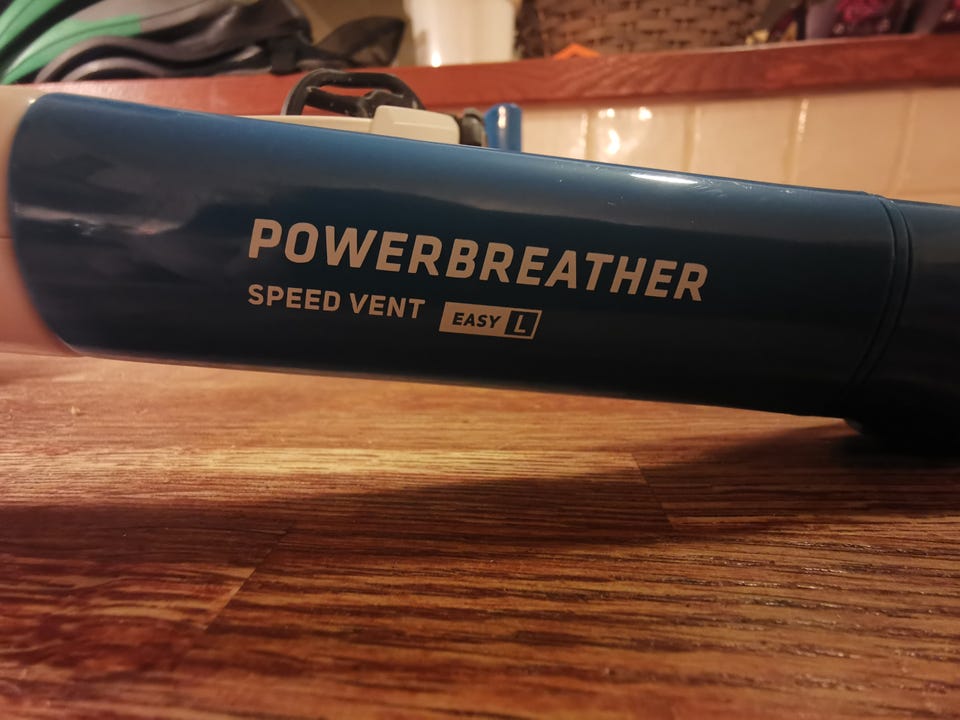 POWERBREATHER
SPEED VENT EASY L